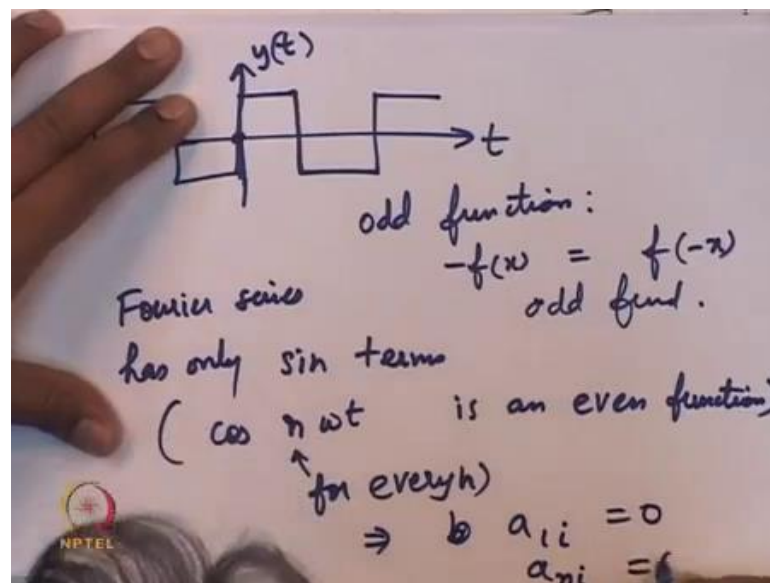 y(t)
t
odd function:
-f(x) = f(-x)
odd fund.
Fourier series
has only sin terms
( cos n ωt is an even function)
↑
for every n)
⇒ b a₁ᵢ = 0
aₙᵢ =
NPTEL